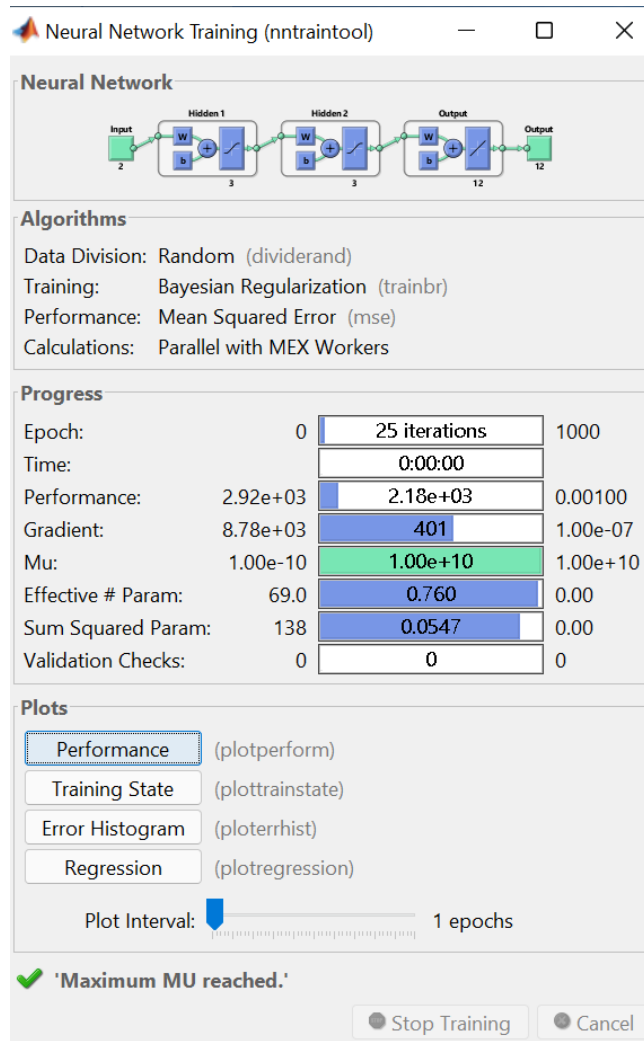 Neural Network Training (nntraintool)
Neural Network
Hidden 1 Hidden 2 Output
Input W W W Output
b b b
2 3 3 12 12
Algorithms
Data Division: Random (dividerand)
Training: Bayesian Regularization (trainbr)
Performance: Mean Squared Error (mse)
Calculations: Parallel with MEX Workers
Progress
Epoch: 0 25 iterations 1000
Time: 0:00:00
Performance: 2.92e+03 2.18e+03 0.00100
Gradient: 8.78e+03 401 1.00e-07
Mu: 1.00e-10 1.00e+10 1.00e+10
Effective # Param: 69.0 0.760 0.00
Sum Squared Param: 138 0.0547 0.00
Validation Checks: 0 0 0
Plots
Performance (plotperform)
Training State (plottrainstate)
Error Histogram (ploterrhist)
Regression (plotregression)
Plot Interval: 1 epochs
'Maximum MU reached.'
Stop Training Cancel